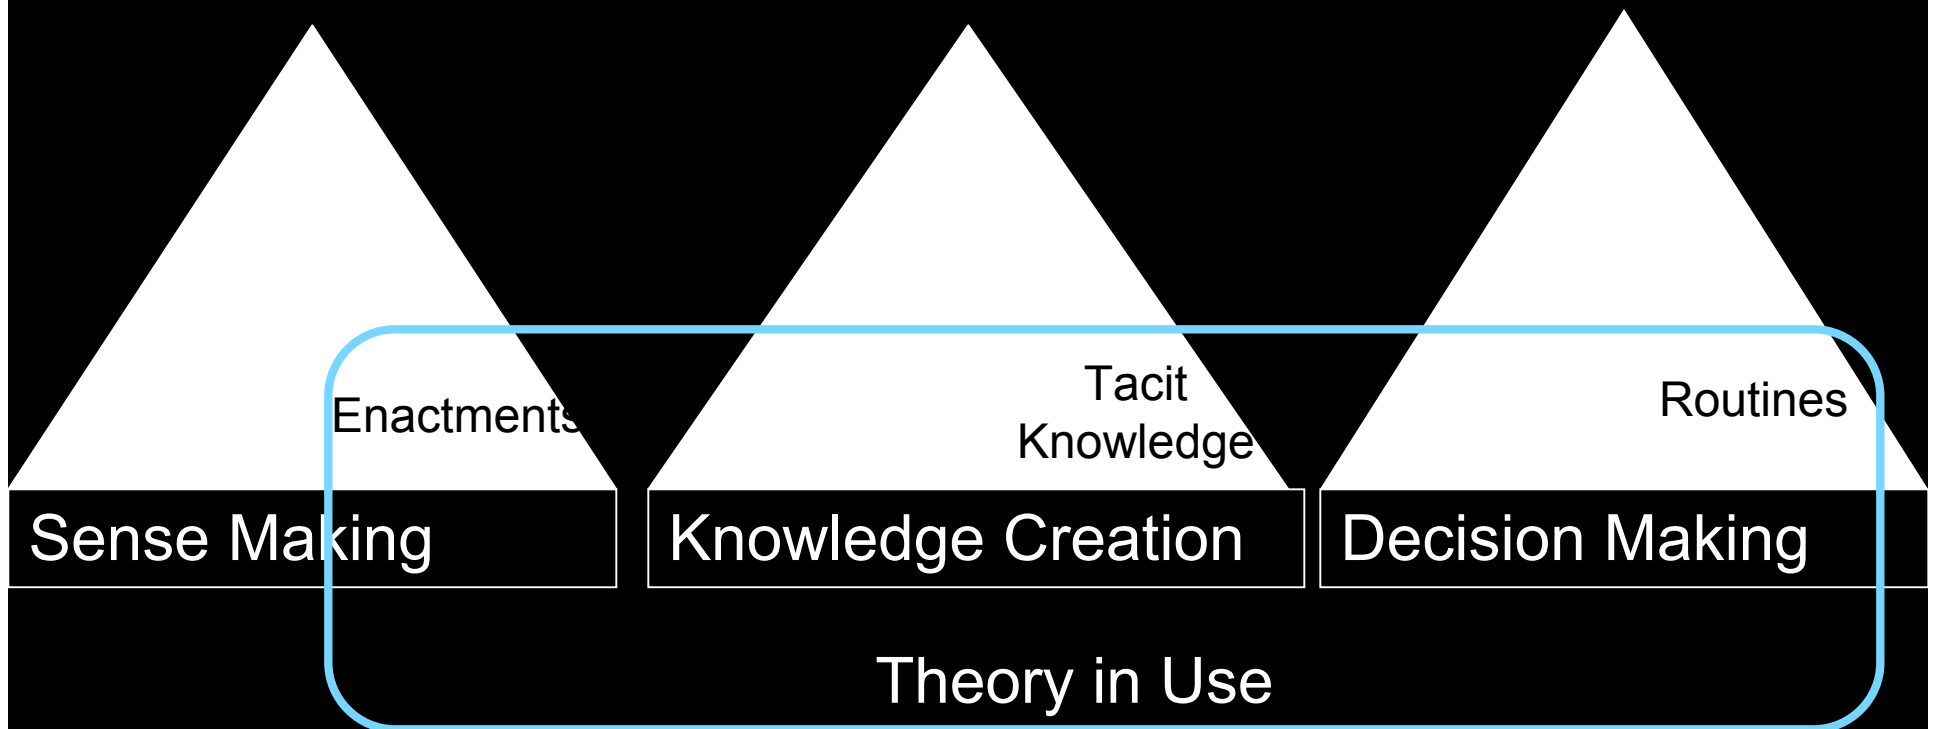 Enactments
Tacit
Knowledge
Routines
Sense Making
Knowledge Creation
Decision Making
Theory in Use